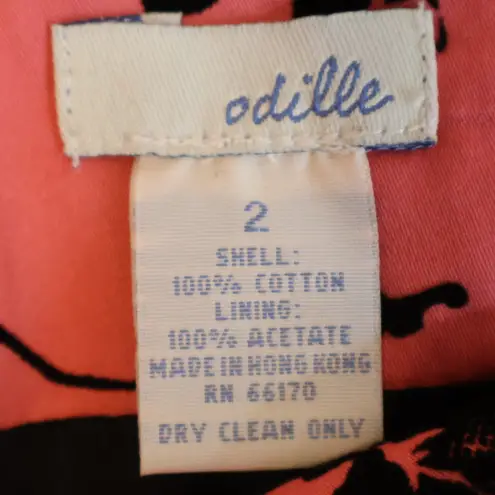 odille
2
SHELL:
100% COTTON
LINING:
100% ACETATE
MADE IN HONG KONG
RN 66170
DRY CLEAN ONLY